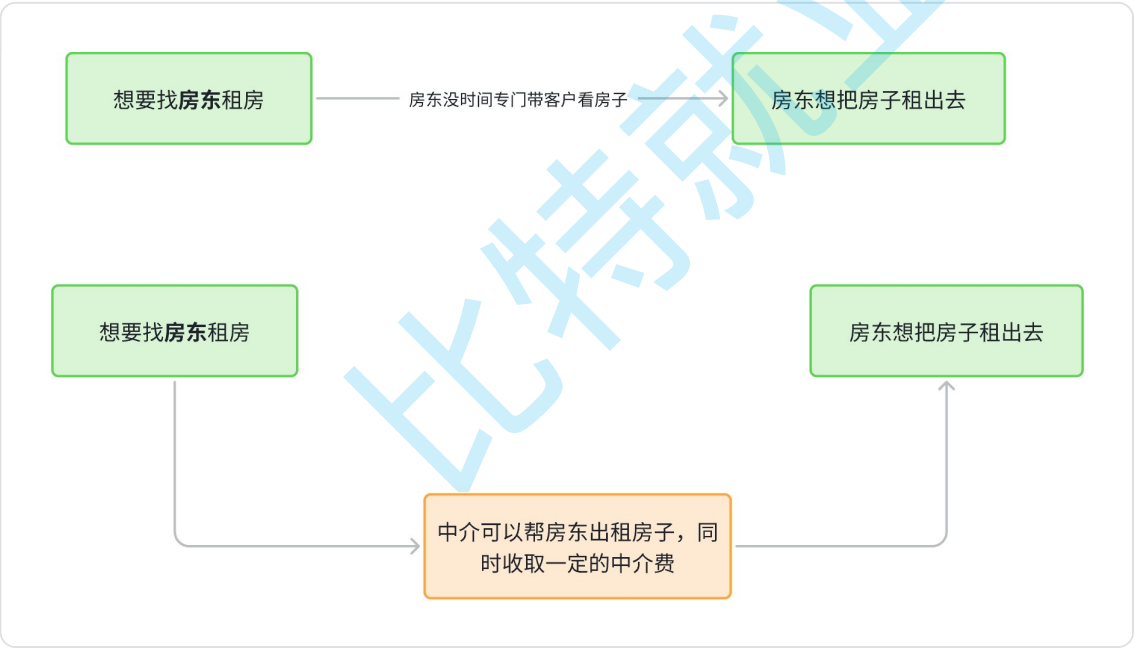 想要找房东租房
房东没时间专门带客户看房子
房东想把房子租出去
想要找房东租房
房东想把房子租出去
中介可以帮房东出租房子，同
时收取一定的中介费
比特就业